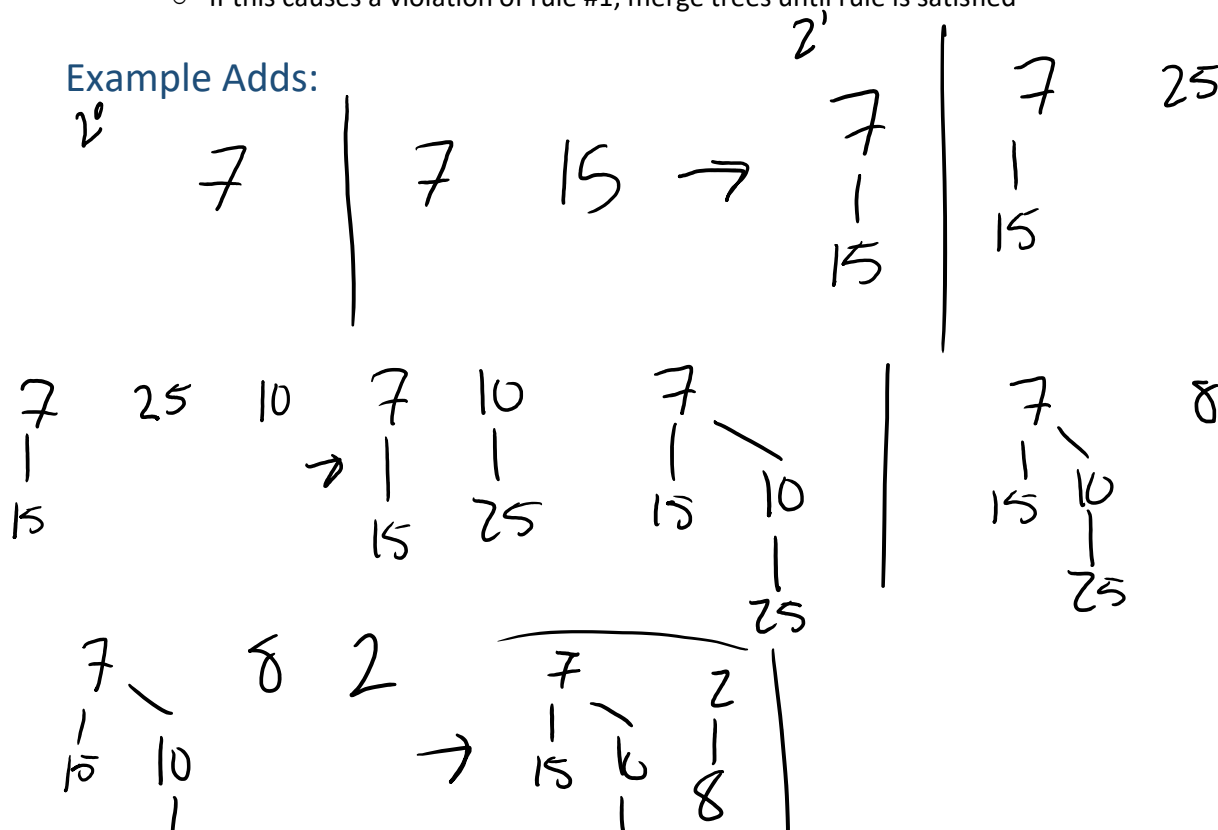 ○ If this causes a violation of rule #1, merge trees until rule is satisfied
Example Adds:
2⁰ 7 7 15 → 2¹ 7 7 25
15 15
7 25 10 → 7 10 7 7 8
15 15 25 15 10 15 10
25 25
7 8 2 → 7 2
15 10 15 10 8